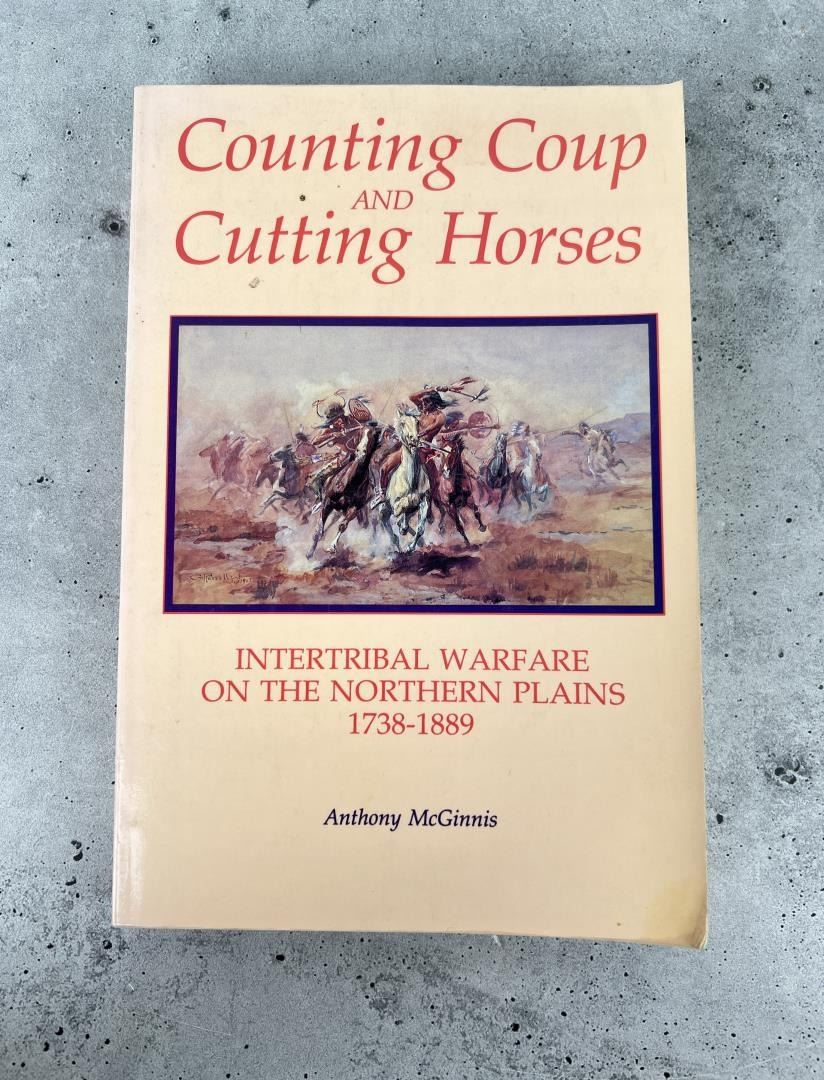 Counting Coup
AND
Cutting Horses
INTERTRIBAL WARFARE
ON THE NORTHERN PLAINS
1738-1889
Anthony McGinnis